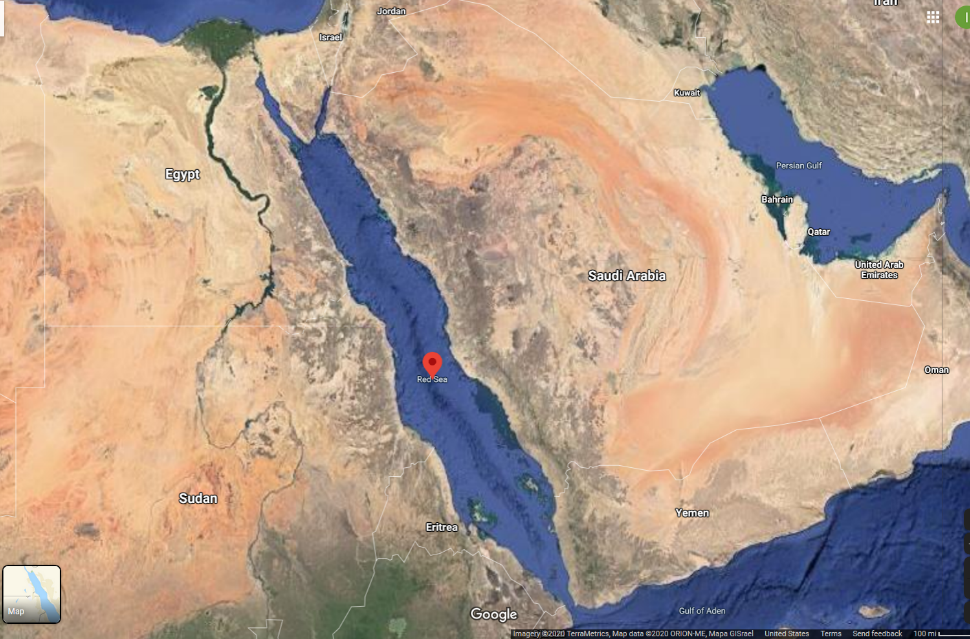 Iran
Jordan
Israel
Kuwait
Persian Gulf
Egypt
Bahrain
Qatar
United Arab
Emirates
Saudi Arabia
Oman
Red Sea
Sudan
Yemen
Eritrea
Map
Google
Gulf of Aden
Imagery ©2020 TerraMetrics, Map data ©2020 ORION-ME, Mapa GISrael United States Terms Send feedback 100 mi